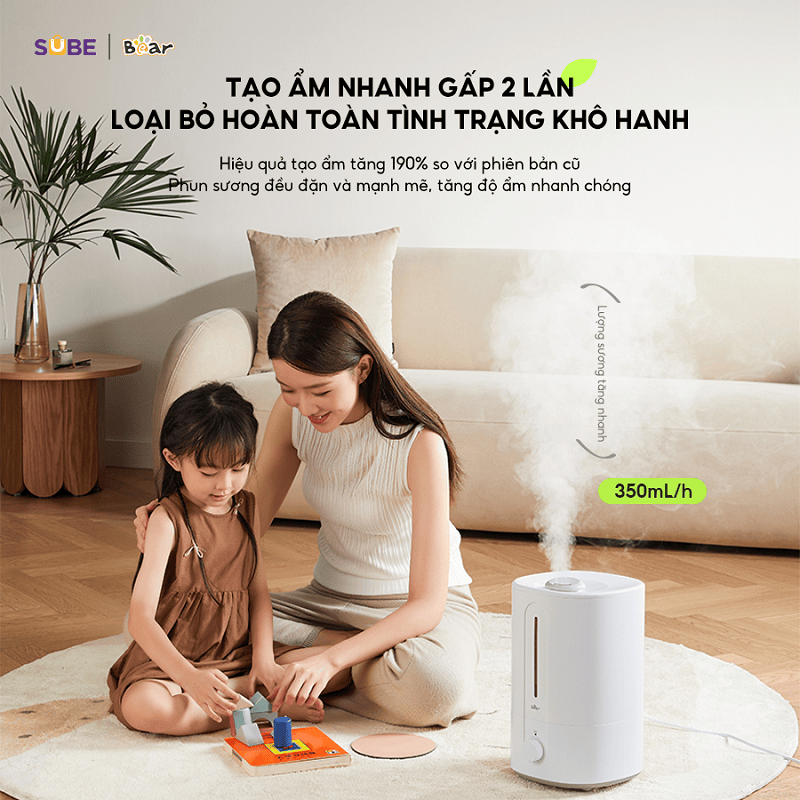 SUBE | Bear
TẠO ẨM NHANH GẤP 2 LẦN
LOẠI BỎ HOÀN TOÀN TÌNH TRẠNG KHÔ HANH
Hiệu quả tạo ẩm tăng 190% so với phiên bản cũ
Phun sương đều đặn và mạnh mẽ, tăng độ ẩm nhanh chóng
Lượng sương tăng nhanh
350mL/h